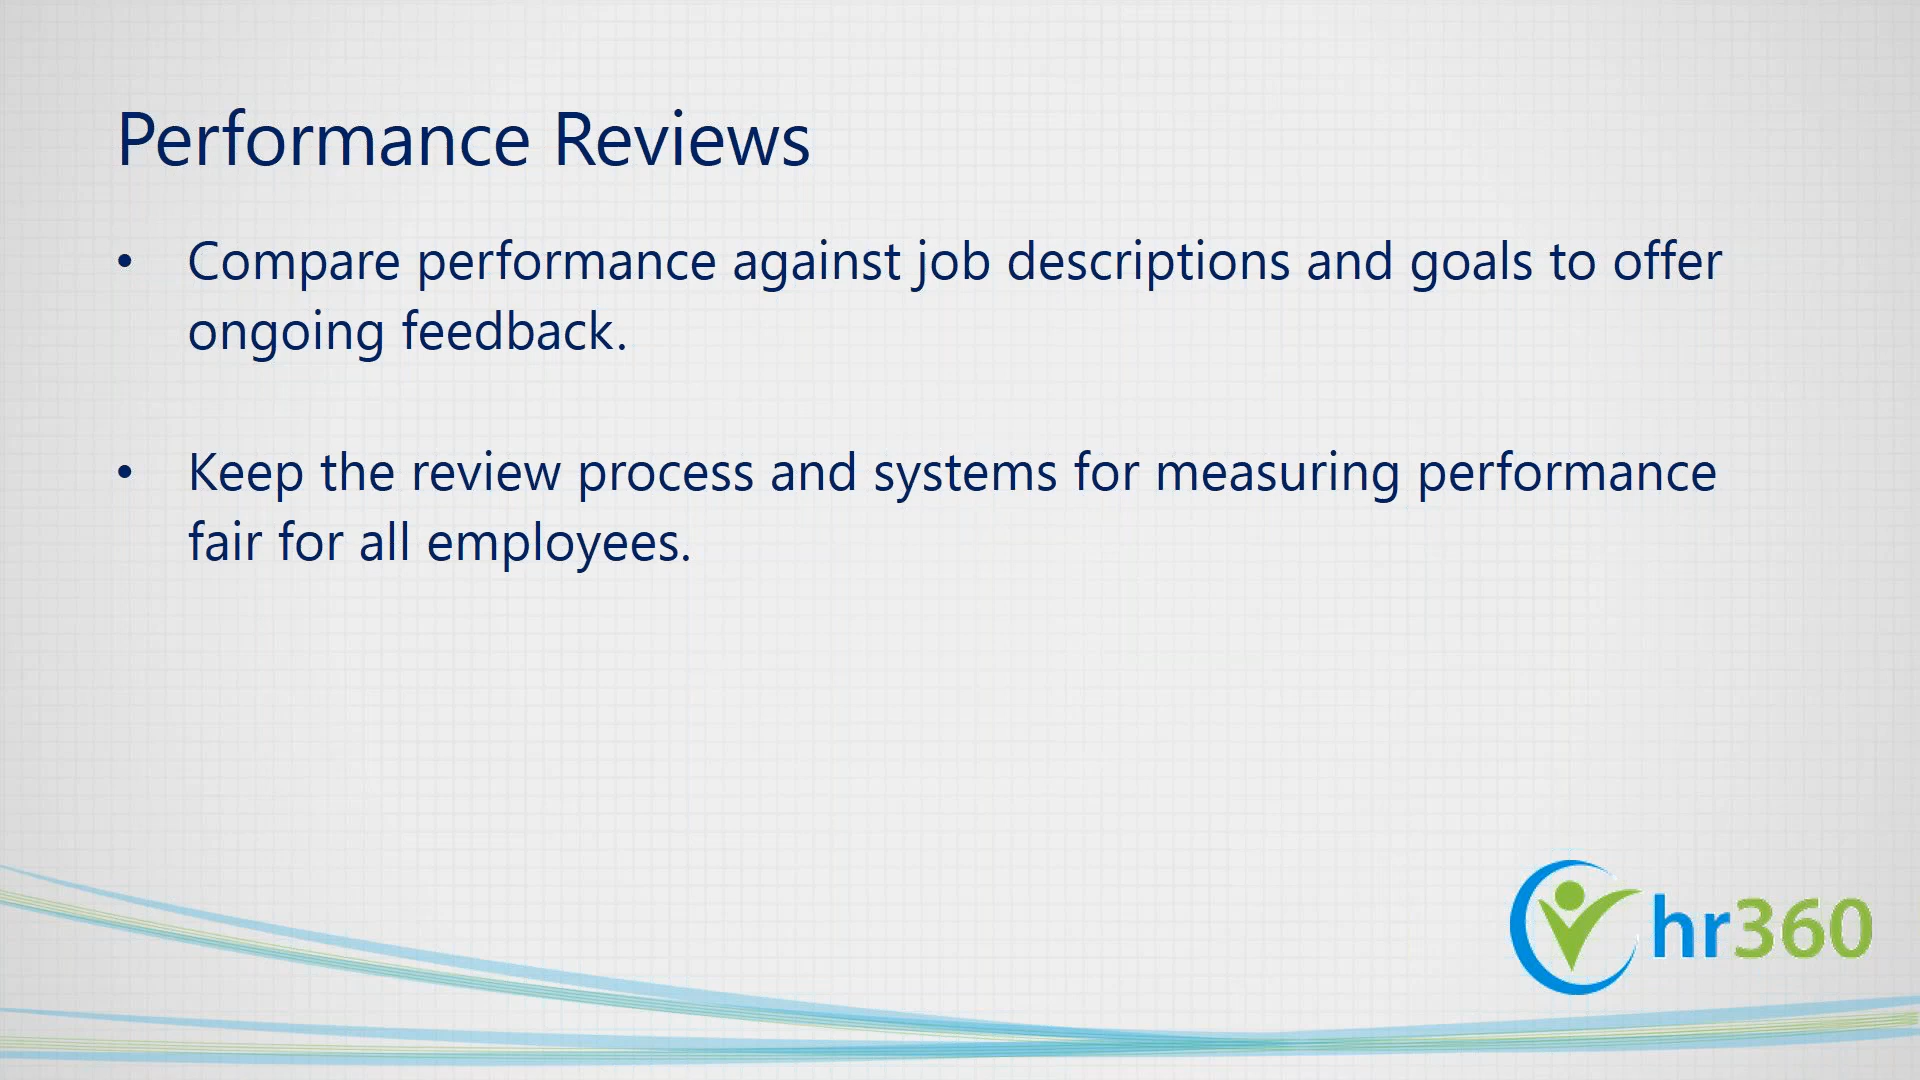 Performance Reviews
• Compare performance against job descriptions and goals to offer
ongoing feedback.
• Keep the review process and systems for measuring performance
fair for all employees.
hr360